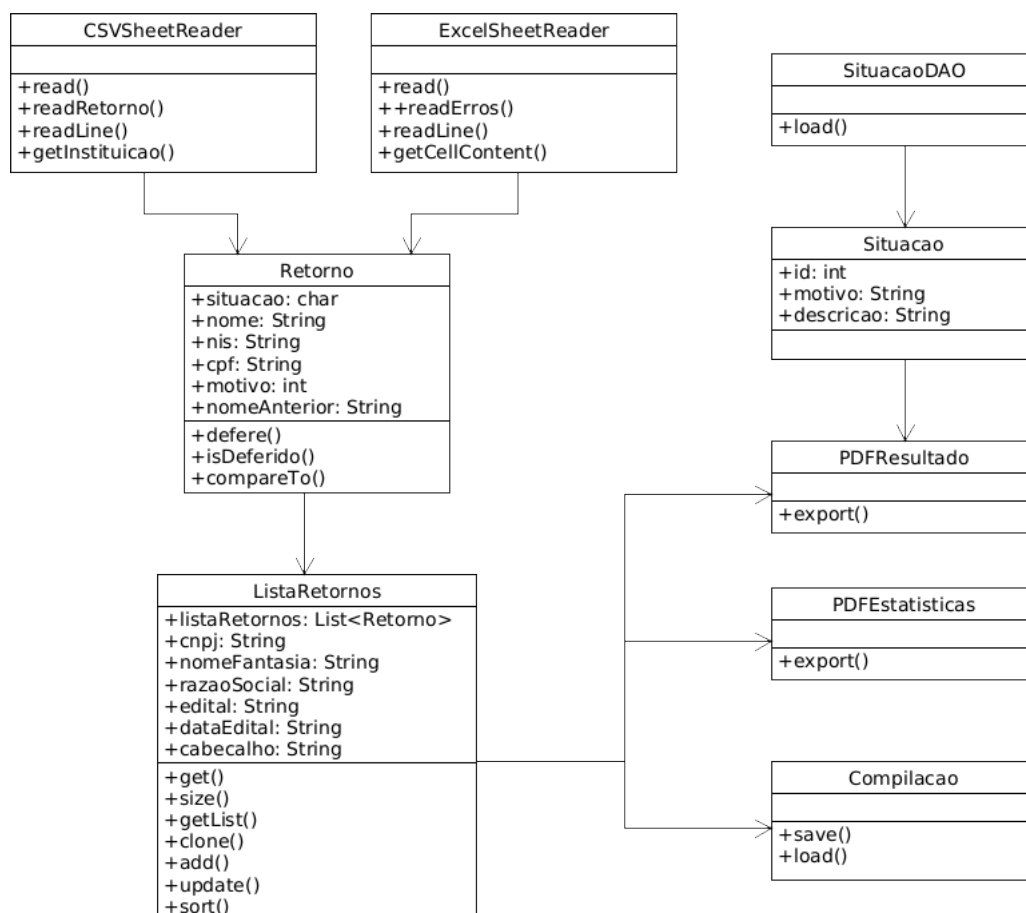 CSVSheetReader
+read()
+readRetorno()
+readLine()
+getInstituicao()
ExcelSheetReader
+read()
++readErros()
+readLine()
+getCellContent()
SituacaoDAO
+load()
Retorno
+situacao: char
+nome: String
+nis: String
+cpf: String
+motivo: int
+nomeAnterior: String
+defere()
+isDeferido()
+compareTo()
Situacao
+id: int
+motivo: String
+descricao: String
PDFResultado
+export()
ListaRetornos
+listaRetornos: List<Retorno>
+cnpj: String
+nomeFantasia: String
+razaoSocial: String
+edital: String
+dataEdital: String
+cabecalho: String
+get()
+size()
+getList()
+clone()
+add()
+update()
+sort()
PDFEstatisticas
+export()
Compilacao
+save()
+load()